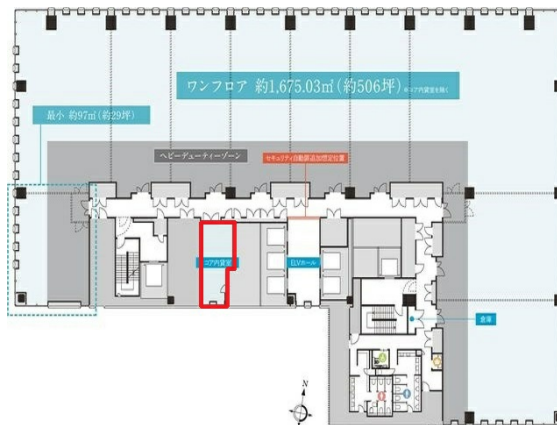 ワンフロア 約1,675.03㎡(約506坪) ※コア内貸室を除く
最小 約97㎡(約29坪)
ヘビーデューティーゾーン
セキュリティ自動扉追加想定位置
コア内貸室
ELVホール
倉庫
N